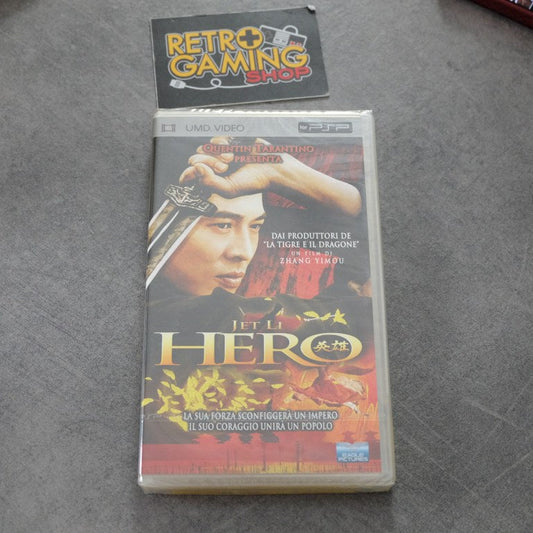 RETRO
GAMING
SHOP
UMD VIDEO
for PSP
QUENTIN TARANTINO
PRESENTA
DAI PRODUTTORI DE
"LA TIGRE E IL DRAGONE"
UN FILM DI
ZHANG YIMOU
JET LI
HERO
英雄
LA SUA FORZA SCONFIGGERÀ UN IMPERO
IL SUO CORAGGIO UNIRÀ UN POPOLO
EAGLE
PICTURES